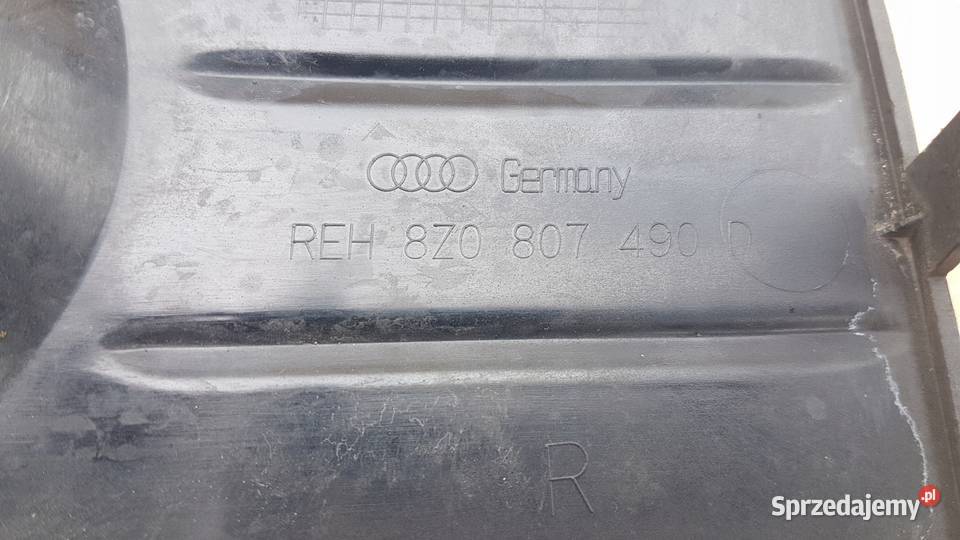 Germany
REH 8Z0 807 490 D
R
Sprzedajemy.pl